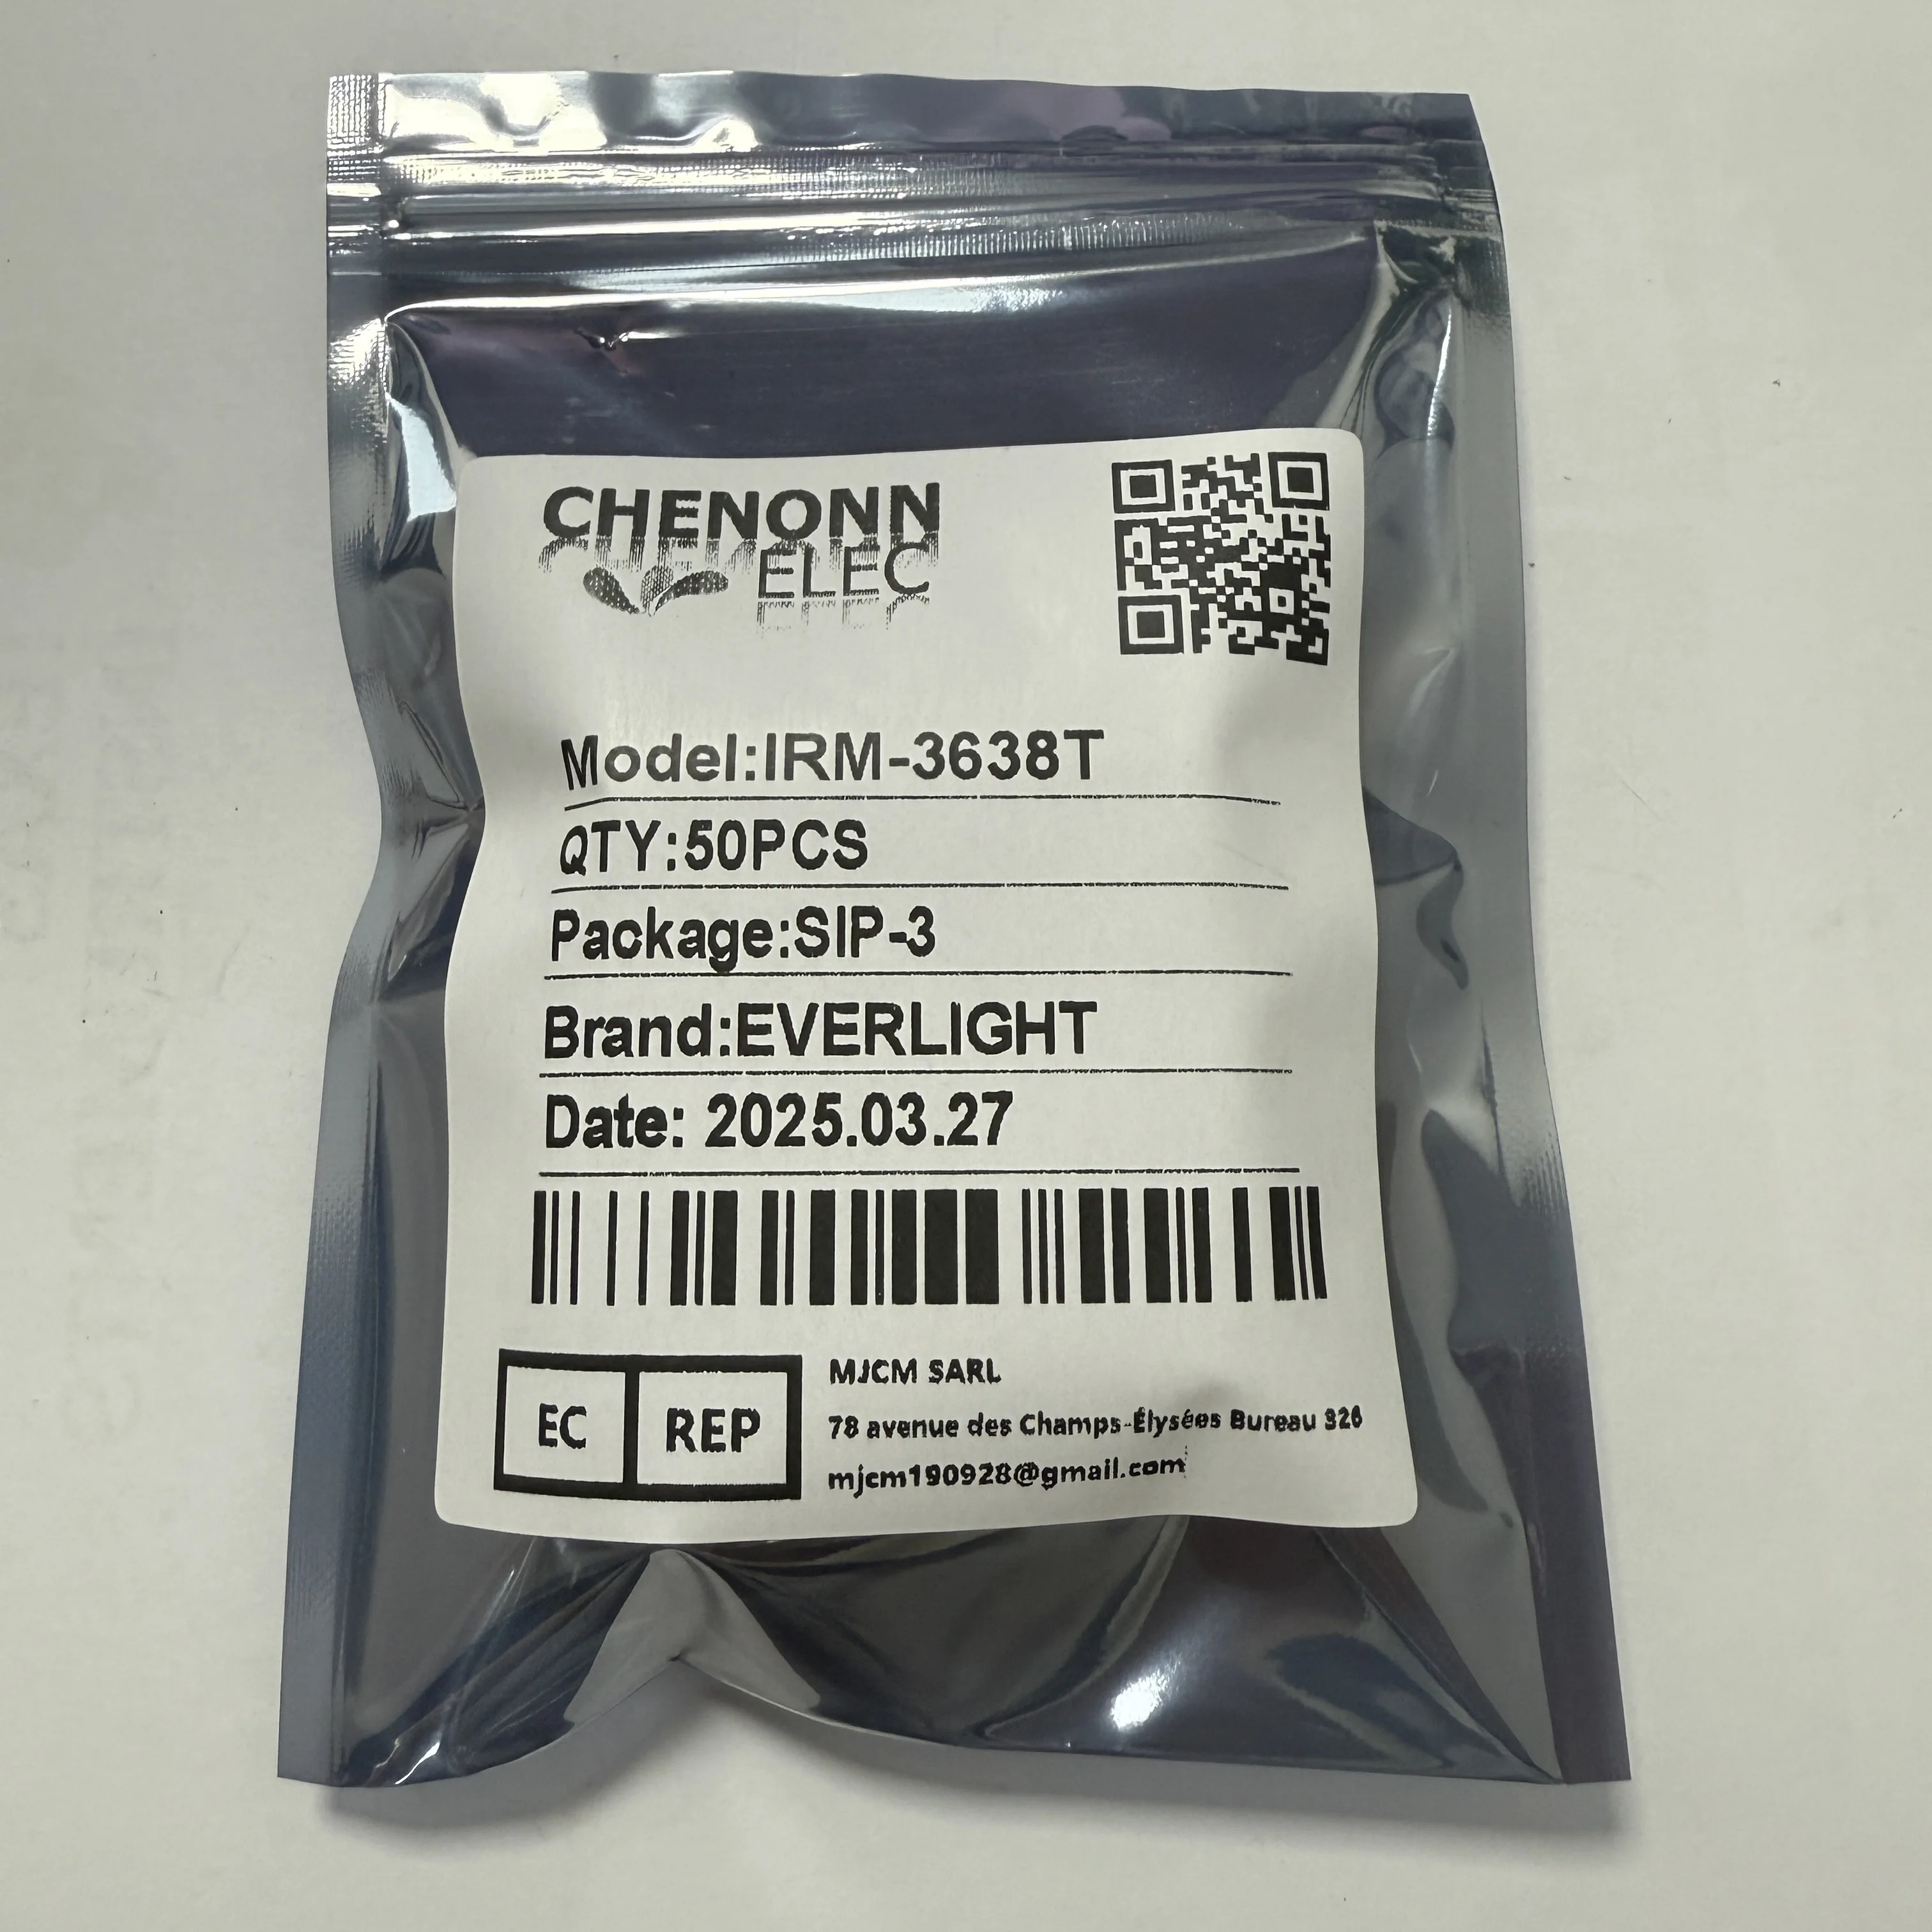 CHENONN
ELEC
Model:IRM-3638T
QTY:50PCS
Package:SIP-3
Brand:EVERLIGHT
Date: 2025.03.27
EC REP
MJCM SARL
78 avenue des Champs-Élysées Bureau 326
mjcm190928@gmail.com